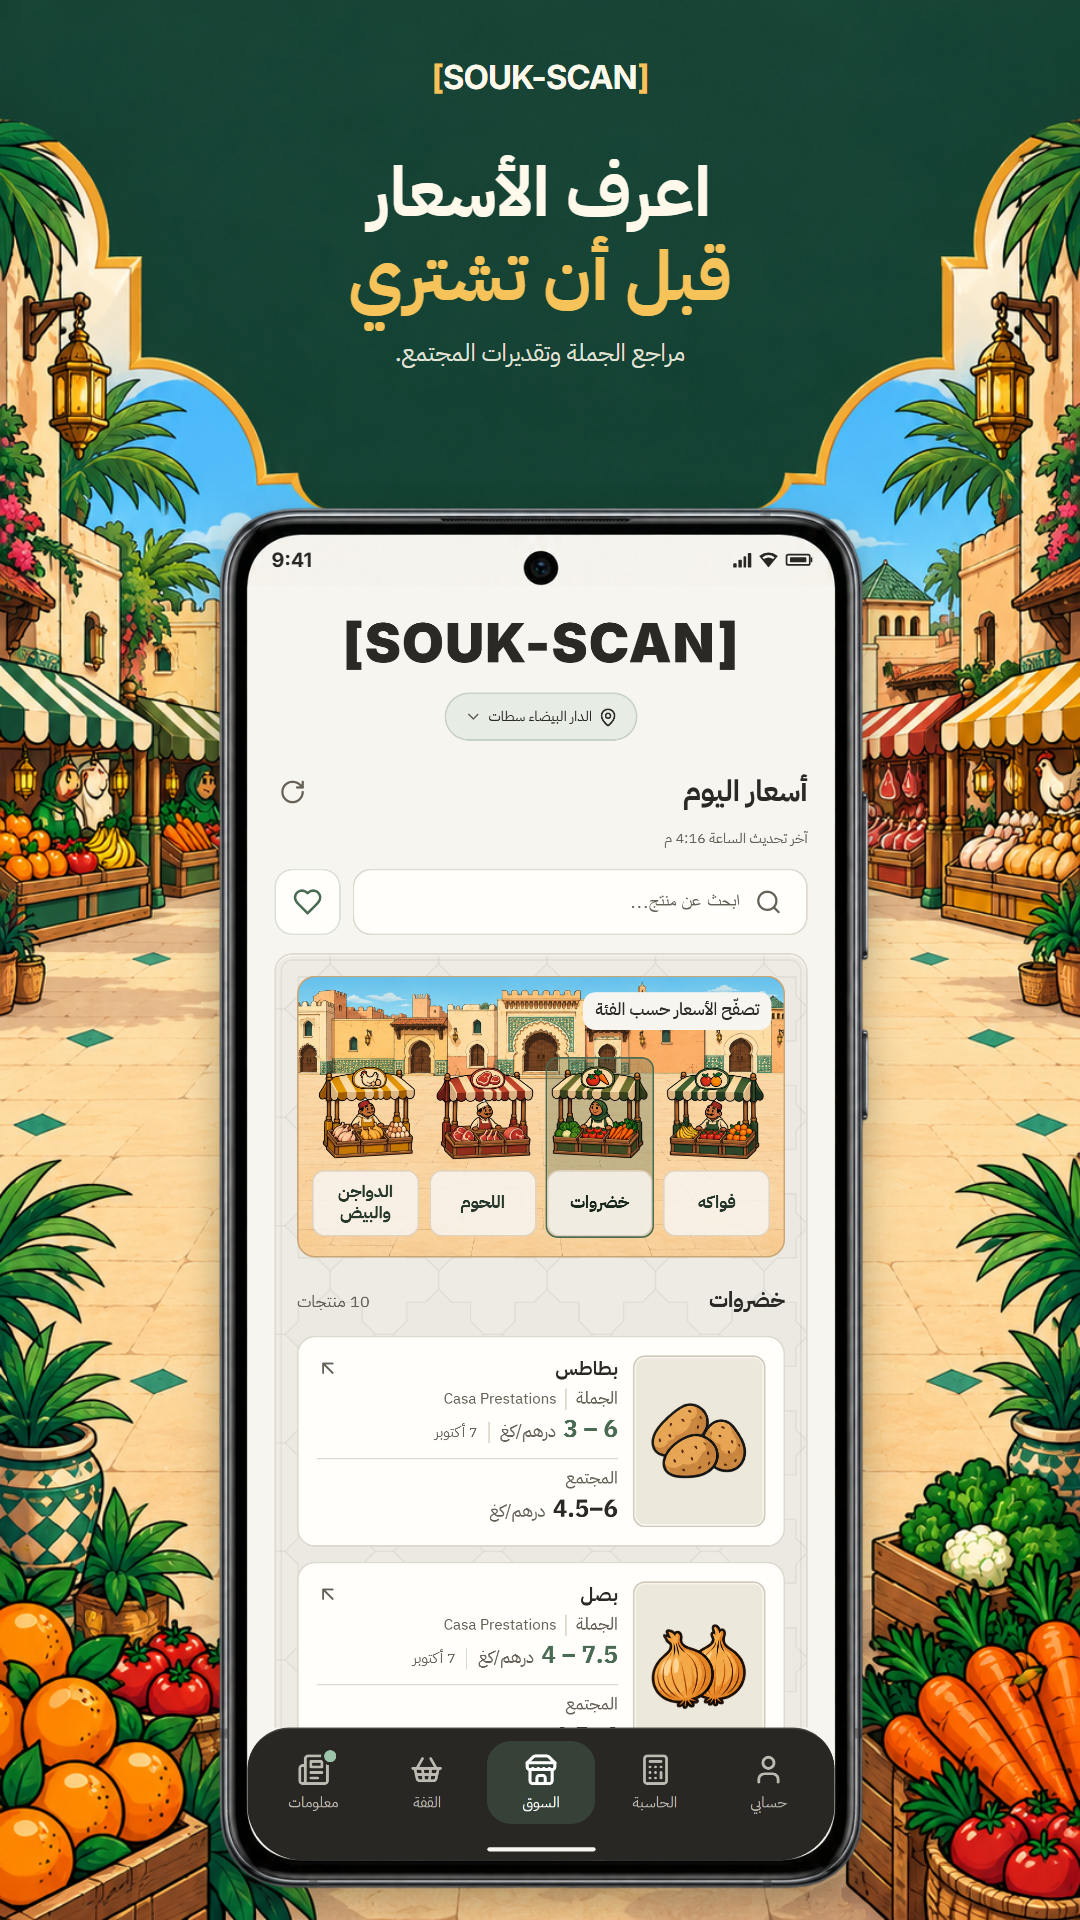 [SOUK-SCAN]
اعرف الأسعار
قبل أن تشتري
مراجع الجملة وتقديرات المجتمع.
9:41
[SOUK-SCAN]
الدار البيضاء سطات
أسعار اليوم
آخر تحديث الساعة 4:16 م
ابحث عن منتج...
تصفّح الأسعار حسب الفئة
فواكه
خضروات
اللحوم
الدواجن والبيض
خضروات
10 منتجات
بطاطس
الجملة | Casa Prestations
3 – 6 درهم/كغ | 7 أكتوبر
المجتمع
4.5–6 درهم/كغ
بصل
الجملة | Casa Prestations
4 – 7.5 درهم/كغ | 7 أكتوبر
المجتمع
حسابي
الحاسبة
السوق
القفة
معلومات